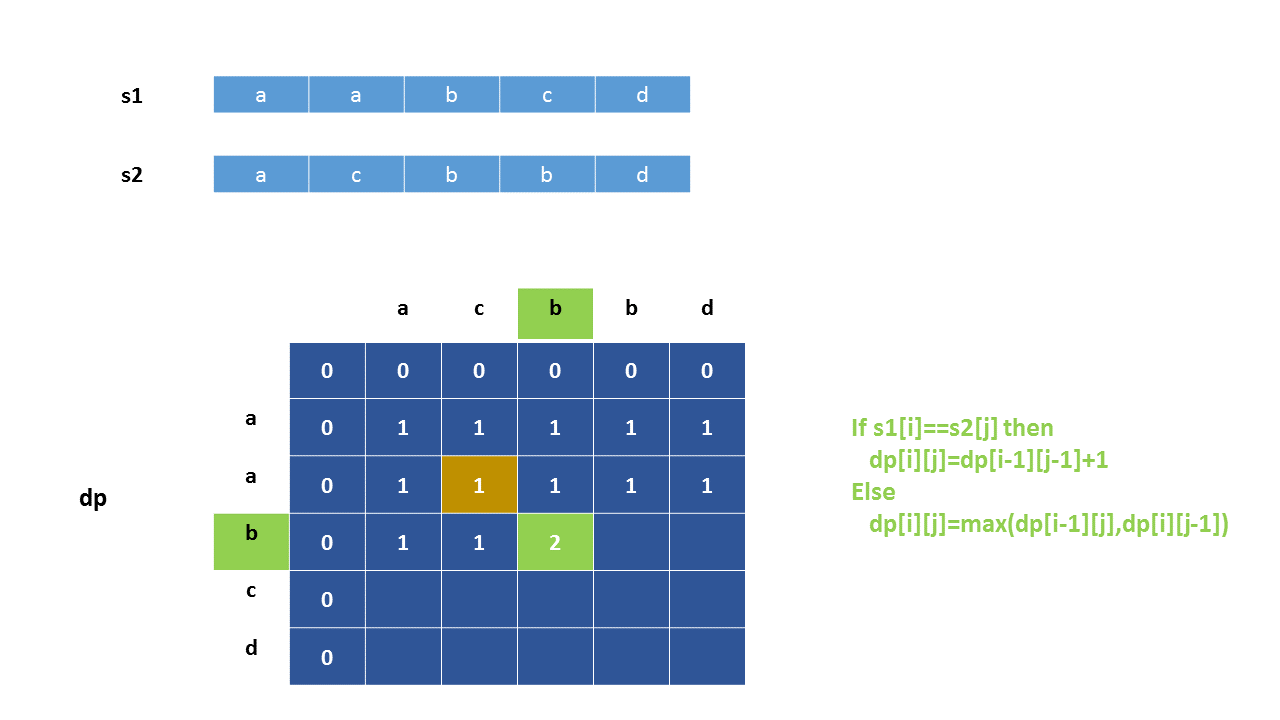 s1 a a b c d
s2 a c b b d
a c b b d
0 0 0 0 0 0
a 0 1 1 1 1 1
a 0 1 1 1 1 1
dp
b 0 1 1 2
c 0
d 0
If s1[i]==s2[j] then
dp[i][j]=dp[i-1][j-1]+1
Else
dp[i][j]=max(dp[i-1][j],dp[i][j-1])